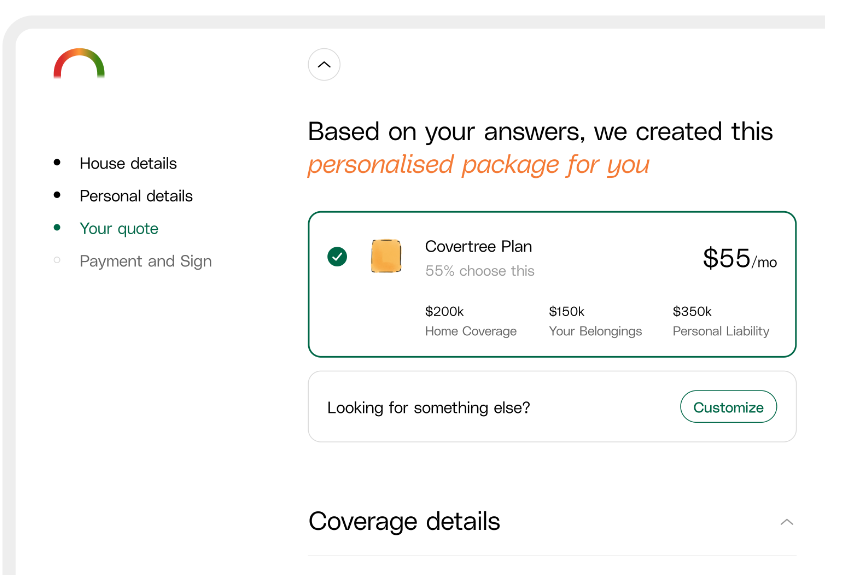 House details
Personal details
Your quote
Payment and Sign
Based on your answers, we created this
personalised package for you
Covertree Plan
55% choose this
$55/mo
$200k
Home Coverage
$150k
Your Belongings
$350k
Personal Liability
Looking for something else?
Customize
Coverage details